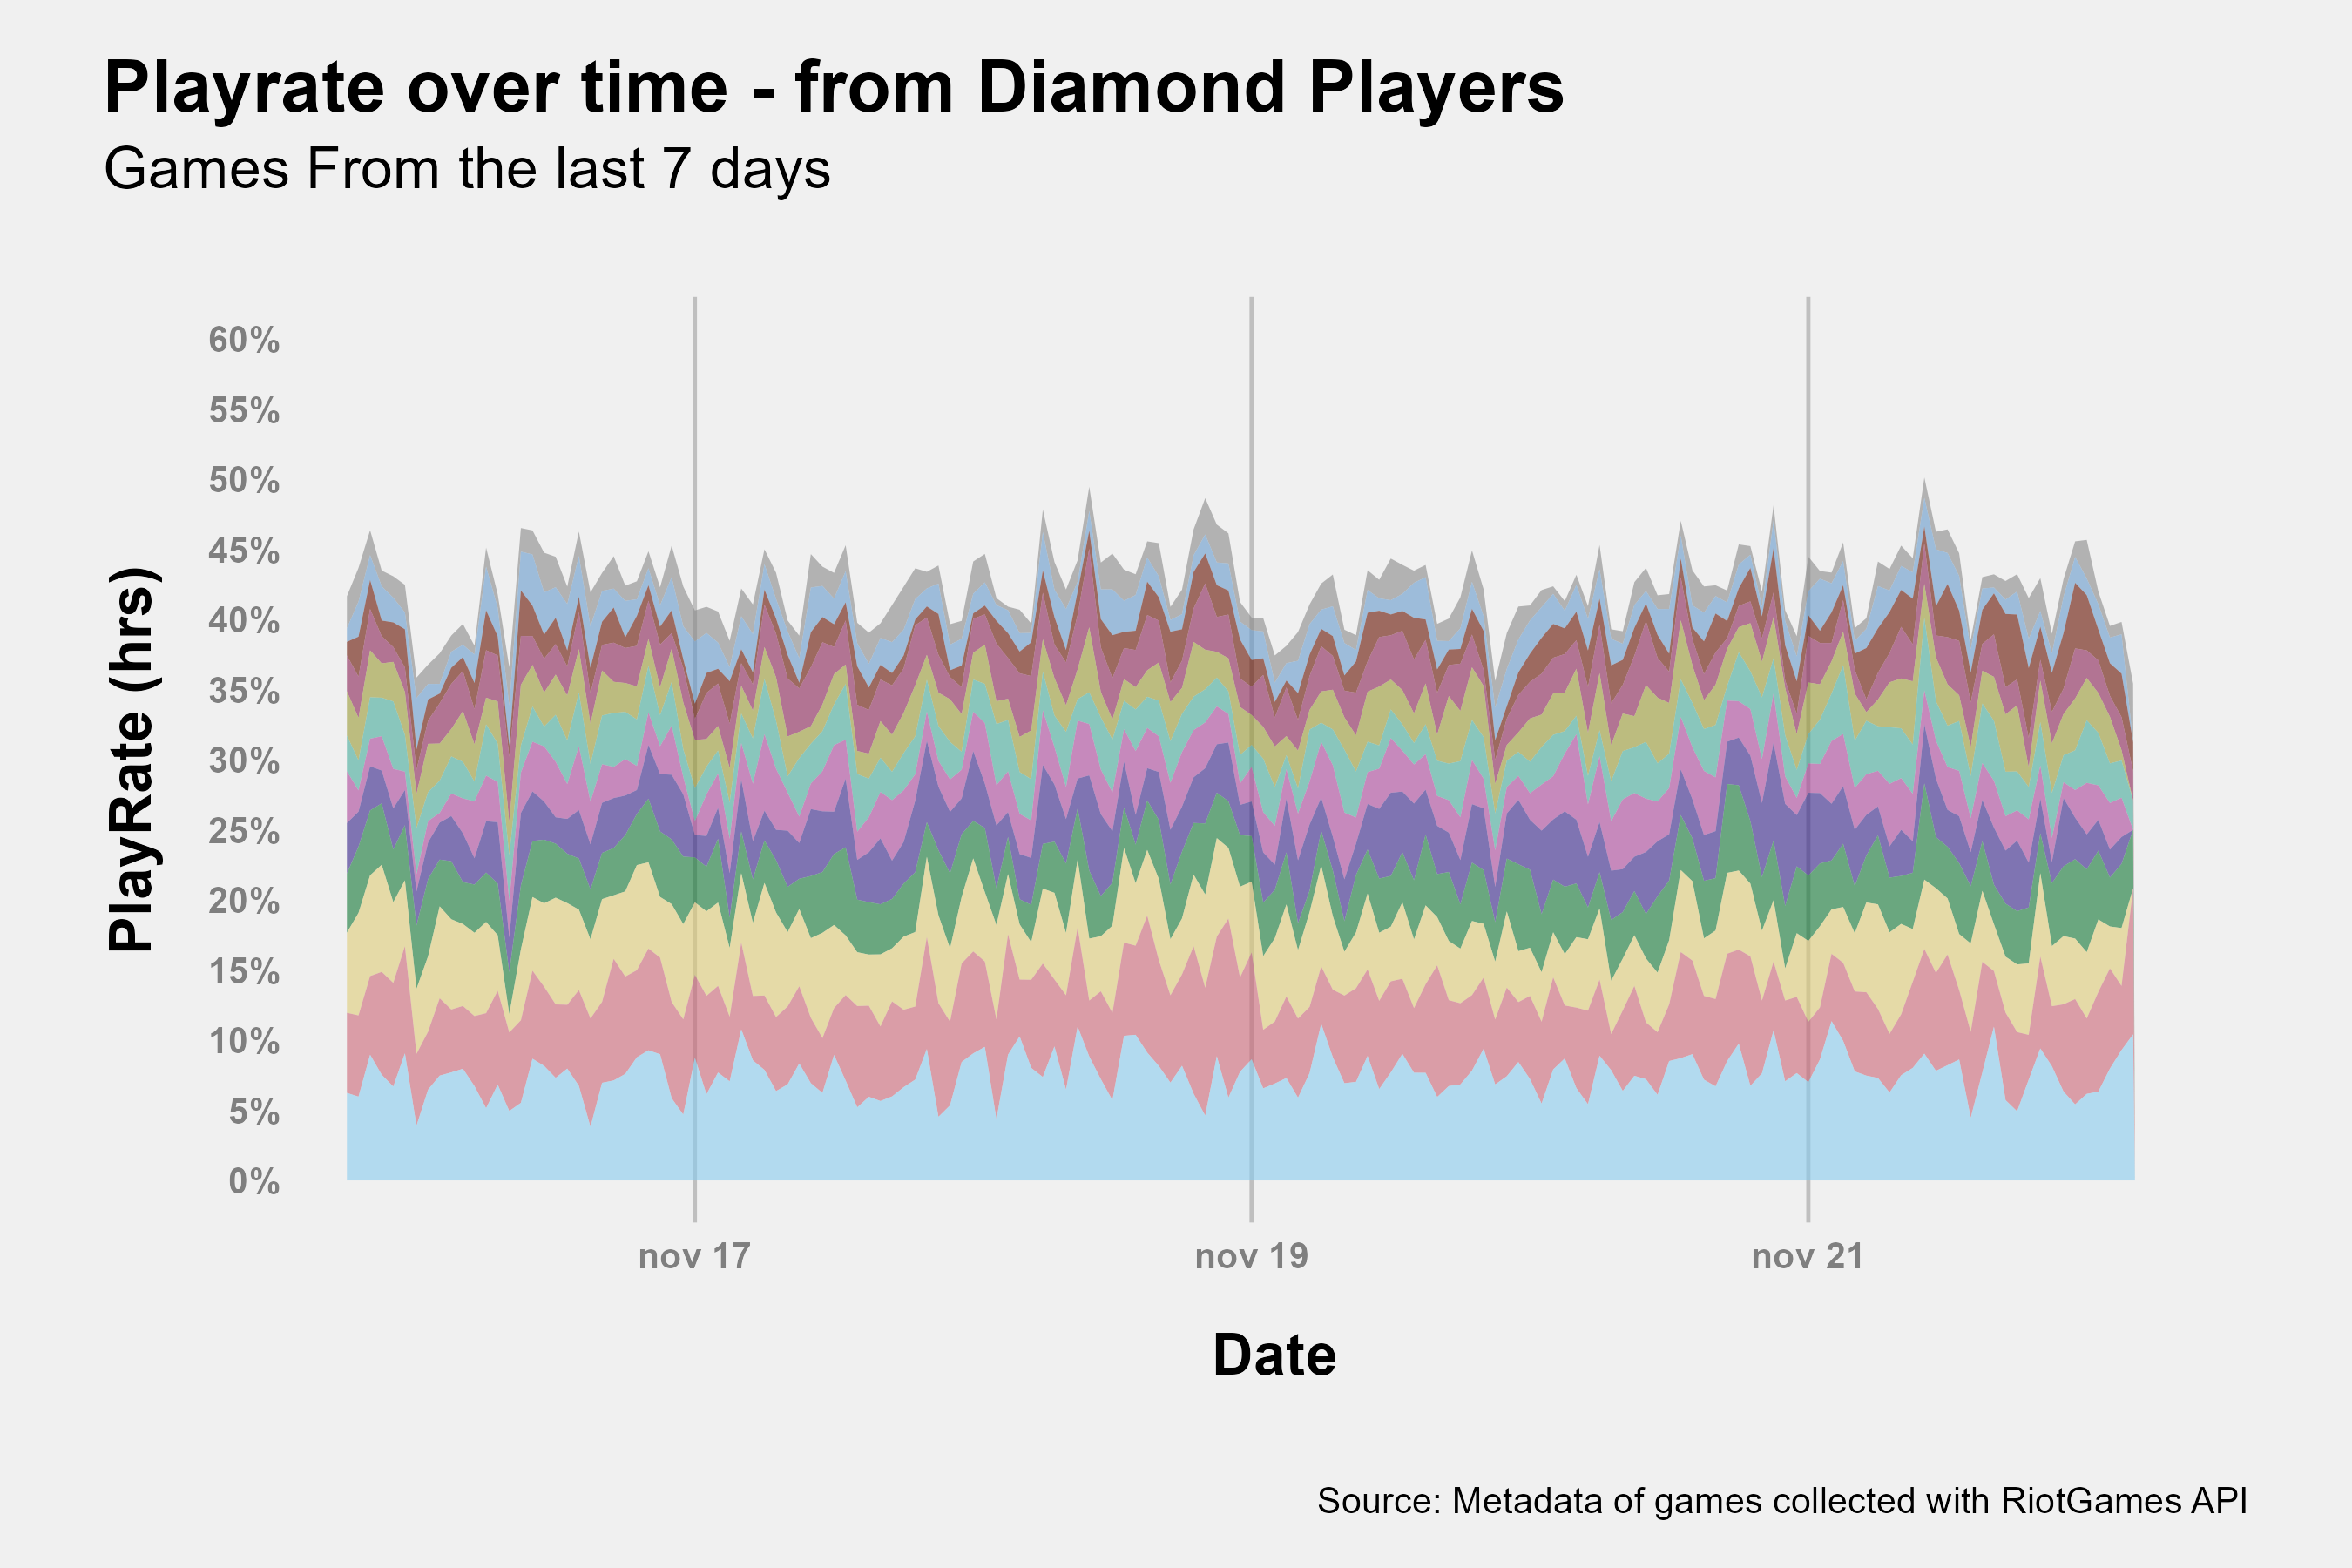 Playrate over time - from Diamond Players
Games From the last 7 days
PlayRate (hrs)
60%
55%
50%
45%
40%
35%
30%
25%
20%
15%
10%
5%
0%
nov 17
nov 19
nov 21
Date
Source: Metadata of games collected with RiotGames API